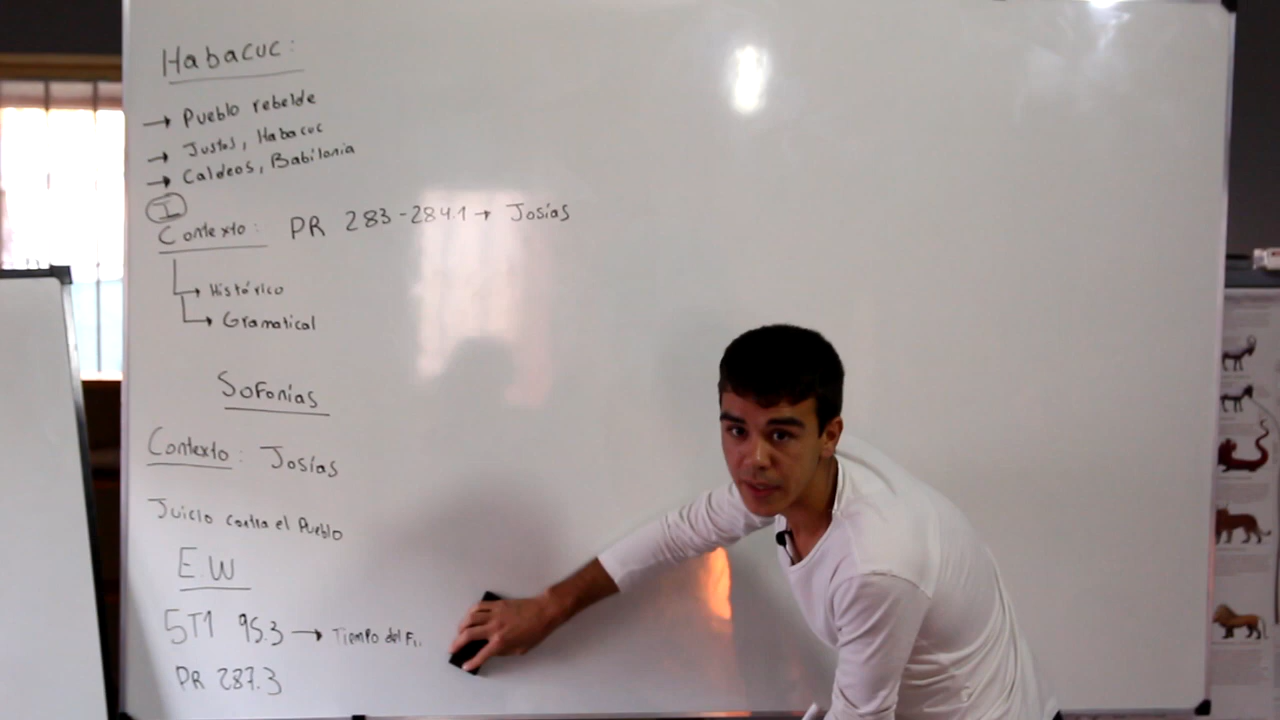 Habacuc:
→ Pueblo rebelde
→ Justos, Habacuc
→ Caldeos, Babilonia
I
Contexto: PR 283-284.1 → Josías
→ Histórico
→ Gramatical
Sofonías
Contexto: Josías
Juicio contra el Pueblo
E.W
5T1 95.3 → Tiempo del Fi
PR 287.3